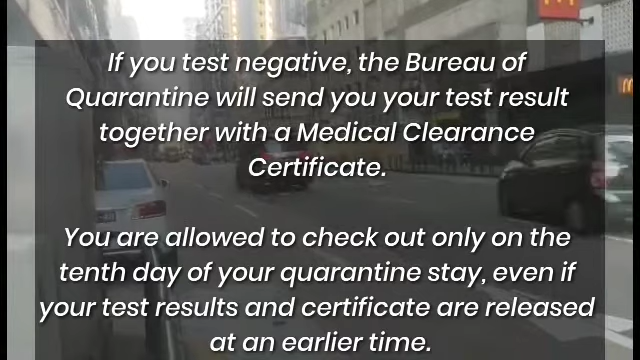 If you test negative, the Bureau of
Quarantine will send you your test result
together with a Medical Clearance
Certificate.
You are allowed to check out only on the
tenth day of your quarantine stay, even if
your test results and certificate are released
at an earlier time.